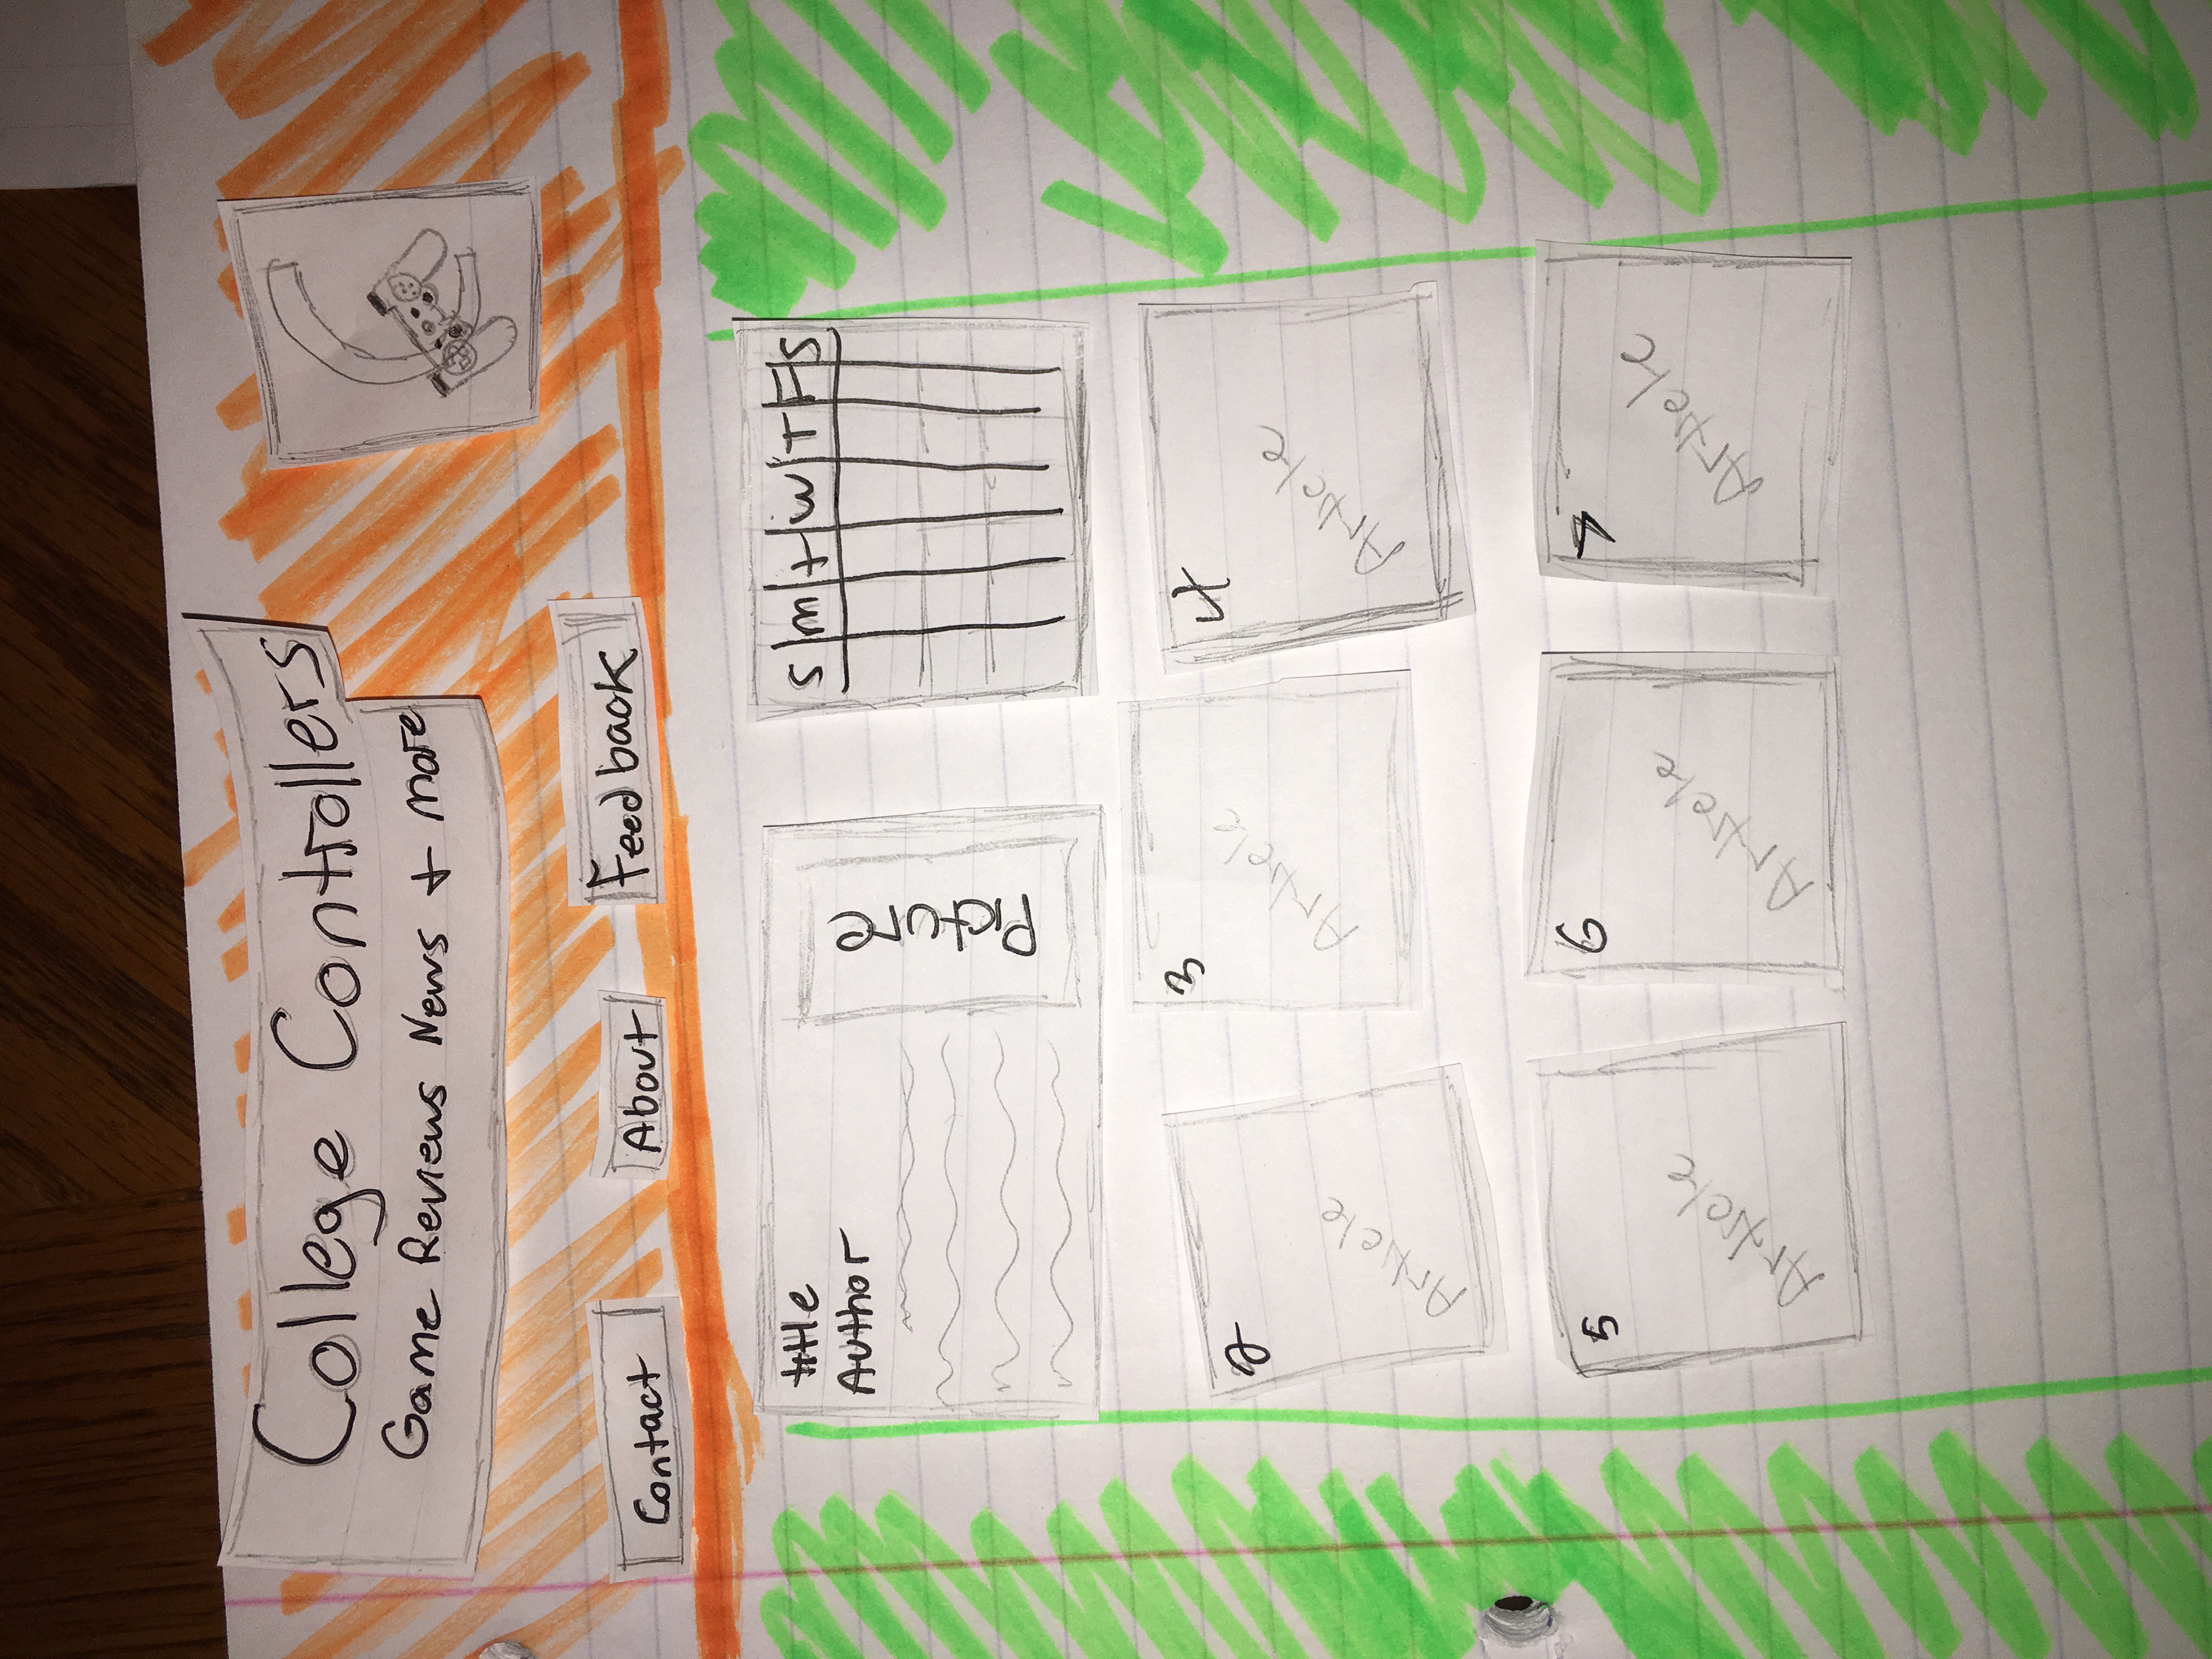 College Controllers
Game Reviews News + more
Contact About Feedback
title
Author
Picture
S M T W T F S
2
Article
3
Article
4
Article
5
Article
6
Article
7
Article